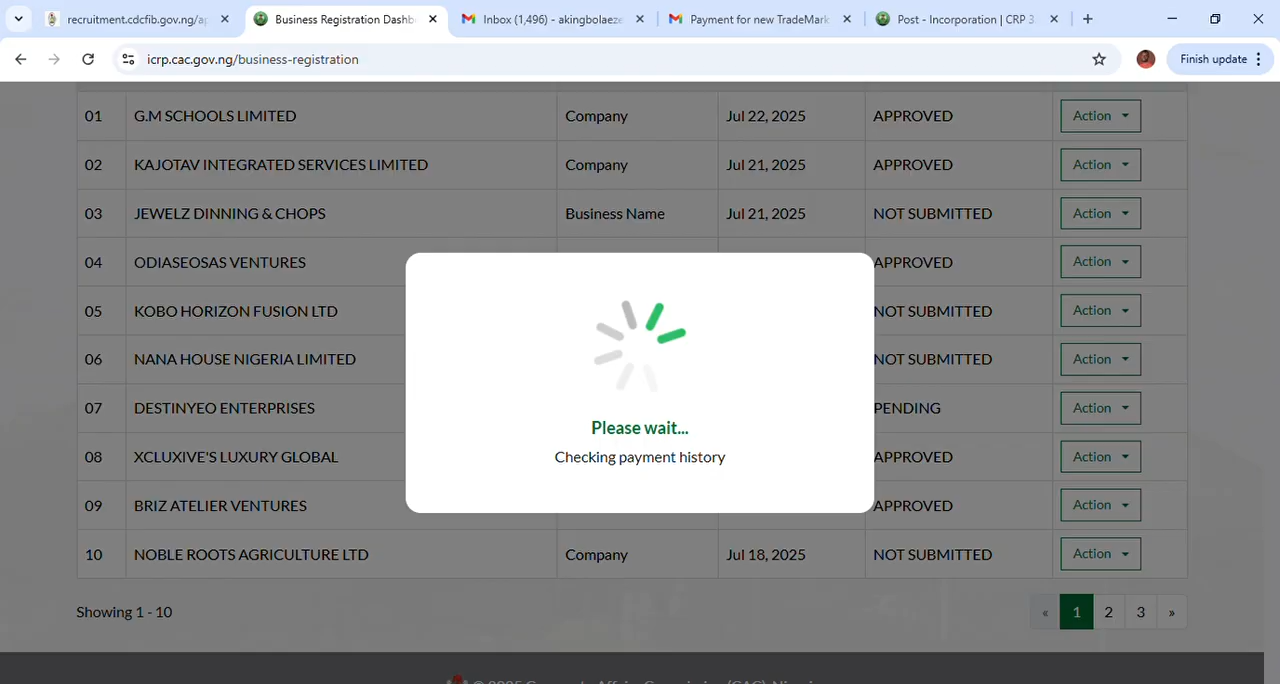 recruitment.cdcfib.gov.ng/ap
Business Registration Dashb
Inbox (1,496) - akingbolaeze
Payment for new TradeMark
Post - Incorporation | CRP 3
icrp.cac.gov.ng/business-registration
Finish update
01 G.M SCHOOLS LIMITED Company Jul 22, 2025 APPROVED Action
02 KAJOTAV INTEGRATED SERVICES LIMITED Company Jul 21, 2025 APPROVED Action
03 JEWELZ DINNING & CHOPS Business Name Jul 21, 2025 NOT SUBMITTED Action
04 ODIASEOSAS VENTURES APPROVED Action
05 KOBO HORIZON FUSION LTD NOT SUBMITTED Action
06 NANA HOUSE NIGERIA LIMITED NOT SUBMITTED Action
07 DESTINYEO ENTERPRISES PENDING Action
08 XCLUXIVE'S LUXURY GLOBAL APPROVED Action
09 BRIZ ATELIER VENTURES APPROVED Action
10 NOBLE ROOTS AGRICULTURE LTD Company Jul 18, 2025 NOT SUBMITTED Action
Please wait...
Checking payment history
Showing 1 - 10
« 1 2 3 »